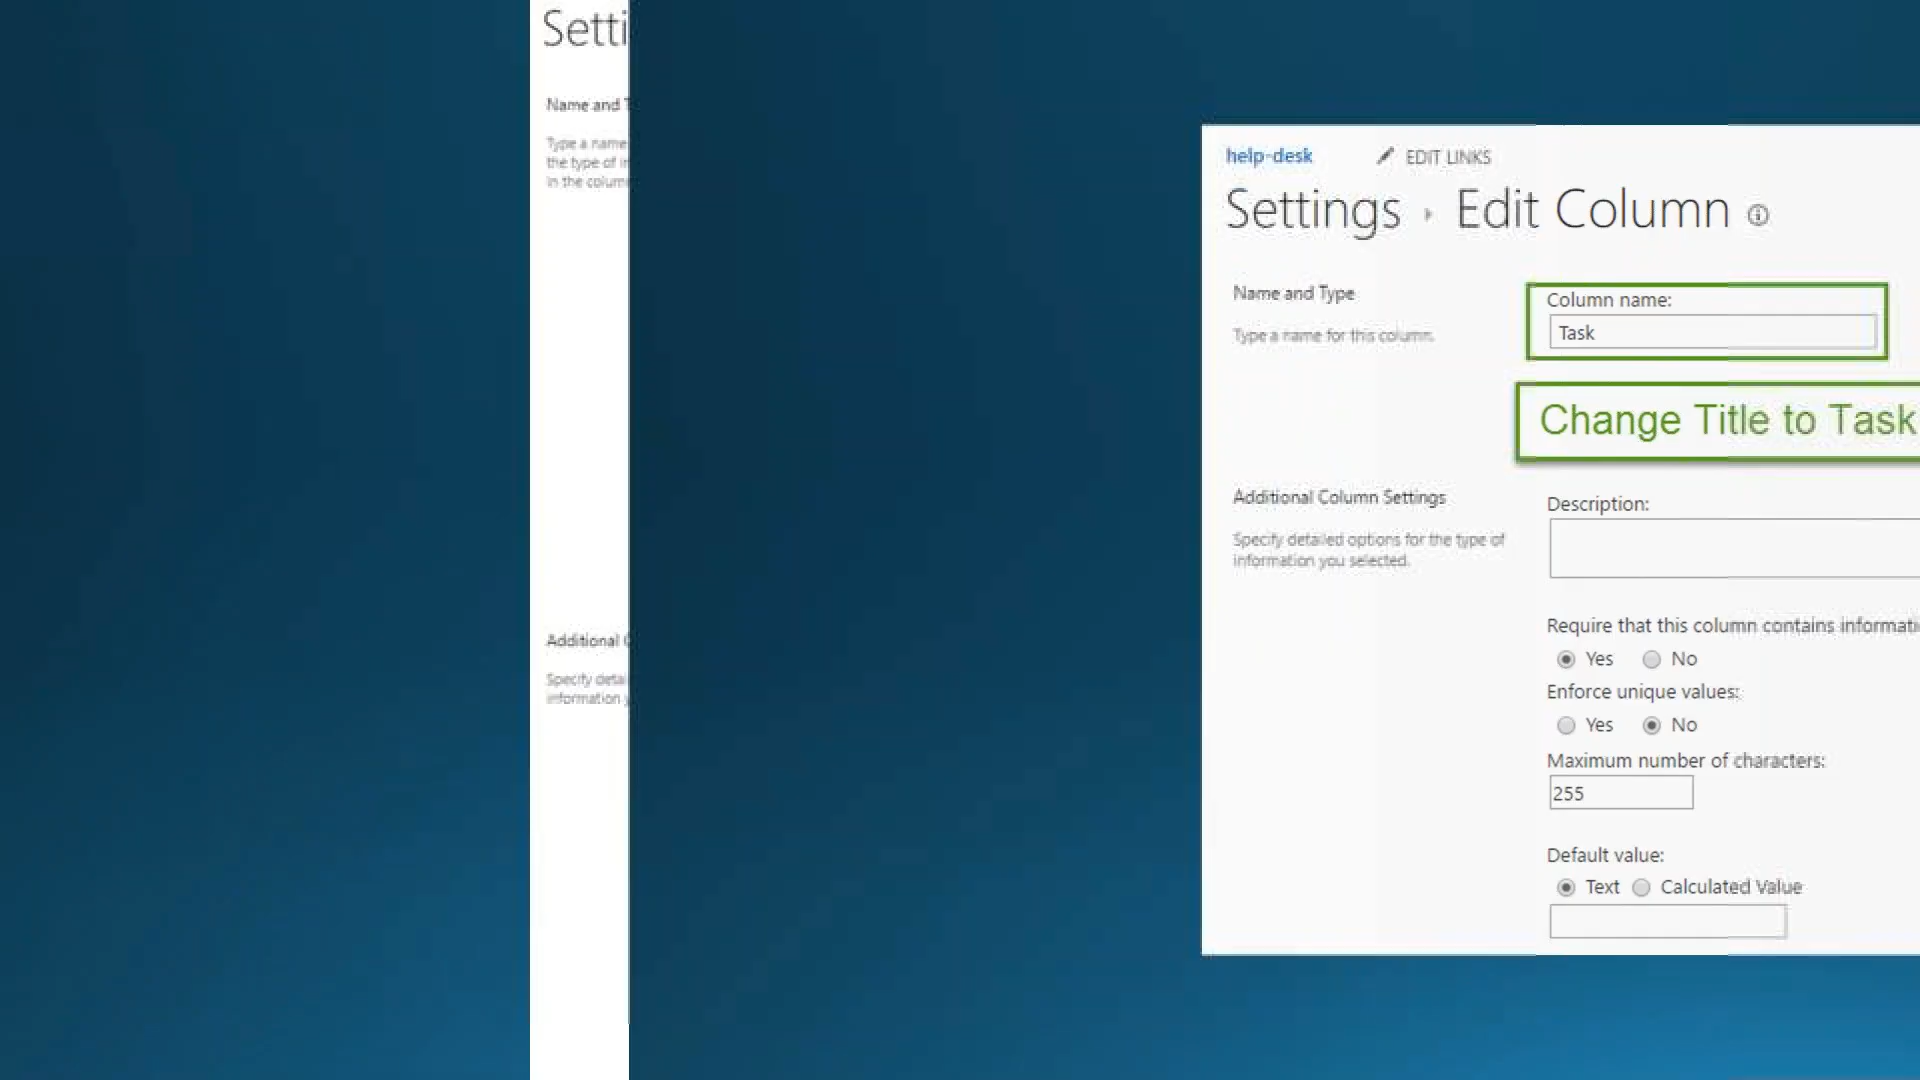 Setti
Name and
Type a name
the type of
in the colum
Additional
Specify detai
information
help-desk
EDIT LINKS
Settings Edit Column
Name and Type
Type a name for this column.
Column name:
Task
Change Title to Task
Additional Column Settings
Specify detailed options for the type of
information you selected.
Description:
Require that this column contains informati
Yes No
Enforce unique values:
Yes No
Maximum number of characters:
255
Default value:
Text Calculated Value